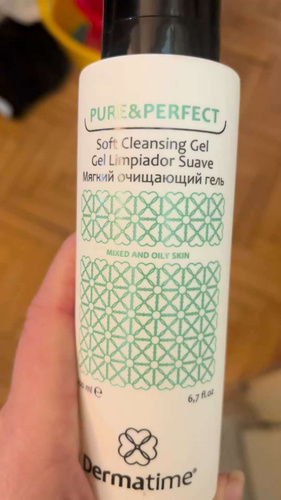 PURE&PERFECT
Soft Cleansing Gel
Gel Limpiador Suave
Мягкий очищающий гель
MIXED AND OILY SKIN
ml ℮ 6,7 fl.oz
Dermatime®